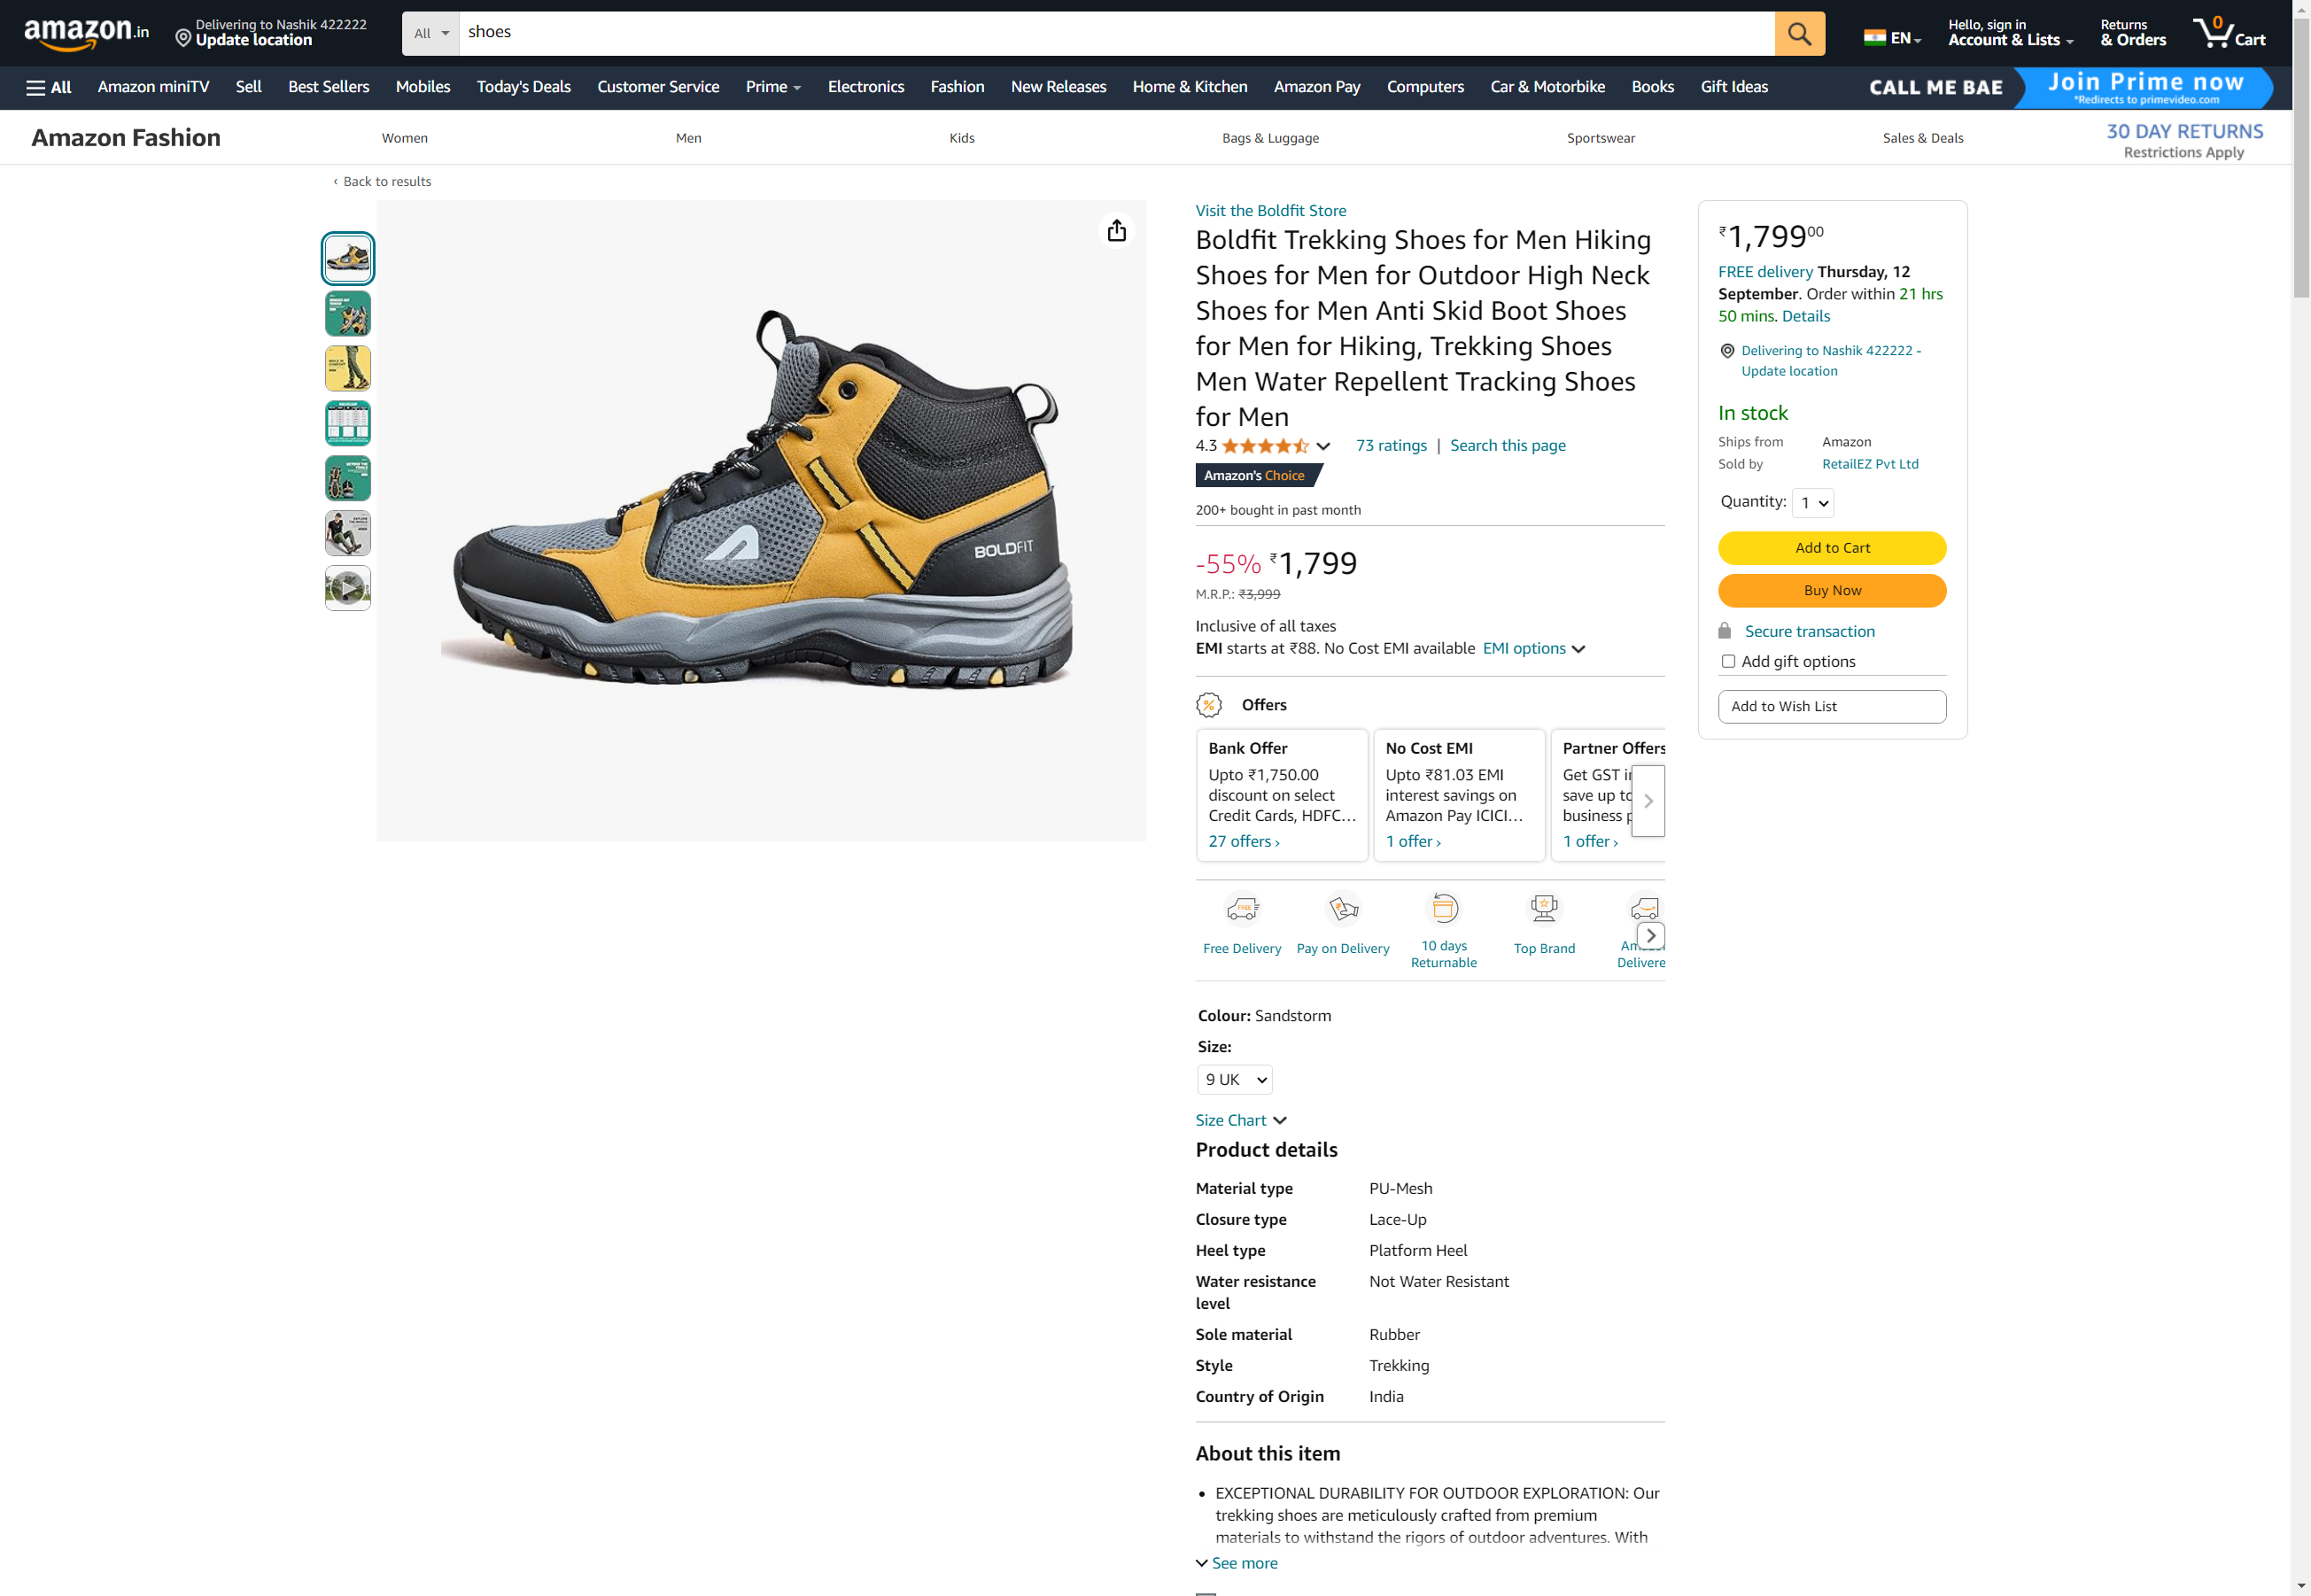 amazon.in
Delivering to Nashik 422222
Update location
All
shoes
EN
Hello, sign in
Account & Lists
Returns
& Orders
0
Cart
All
Amazon miniTV
Sell
Best Sellers
Mobiles
Today's Deals
Customer Service
Prime
Electronics
Fashion
New Releases
Home & Kitchen
Amazon Pay
Computers
Car & Motorbike
Books
Gift Ideas
CALL ME BAE
Join Prime now
*Redirects to primevideo.com
Amazon Fashion
Women
Men
Kids
Bags & Luggage
Sportswear
Sales & Deals
30 DAY RETURNS
Restrictions Apply
‹ Back to results
BOLDFIT
Visit the Boldfit Store
Boldfit Trekking Shoes for Men Hiking
Shoes for Men for Outdoor High Neck
Shoes for Men Anti Skid Boot Shoes
for Men for Hiking, Trekking Shoes
Men Water Repellent Tracking Shoes
for Men
4.3
73 ratings | Search this page
Amazon's Choice
200+ bought in past month
-55% ₹1,799
M.R.P.: ₹3,999
Inclusive of all taxes
EMI starts at ₹88. No Cost EMI available EMI options
Offers
Bank Offer
Upto ₹1,750.00
discount on select
Credit Cards, HDFC…
27 offers ›
No Cost EMI
Upto ₹81.03 EMI
interest savings on
Amazon Pay ICICI…
1 offer ›
Partner Offers
Get GST
save up to
business
1 offer ›
Free Delivery
Pay on Delivery
10 days
Returnable
Top Brand
Delivere
Colour: Sandstorm
Size:
9 UK
Size Chart
Product details
Material type PU-Mesh
Closure type Lace-Up
Heel type Platform Heel
Water resistance Not Water Resistant
level
Sole material Rubber
Style Trekking
Country of Origin India
About this item
• EXCEPTIONAL DURABILITY FOR OUTDOOR EXPLORATION: Our
trekking shoes are meticulously crafted from premium
materials to withstand the rigors of outdoor adventures. With
See more
₹1,799 00
FREE delivery Thursday, 12
September. Order within 21 hrs
50 mins. Details
Delivering to Nashik 422222 -
Update location
In stock
Ships from Amazon
Sold by RetailEZ Pvt Ltd
Quantity: 1
Add to Cart
Buy Now
Secure transaction
Add gift options
Add to Wish List